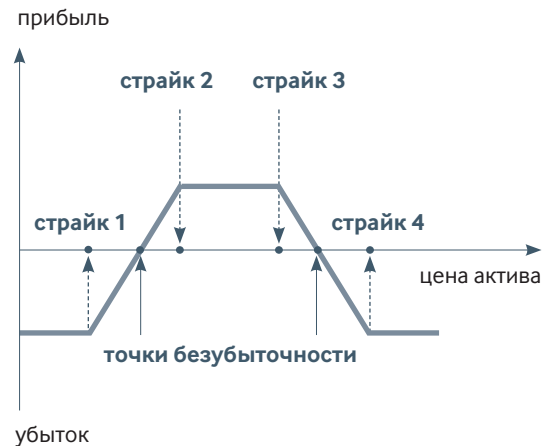 прибыль
страйк 2
страйк 3
страйк 1
страйк 4
цена актива
точки безубыточности
убыток